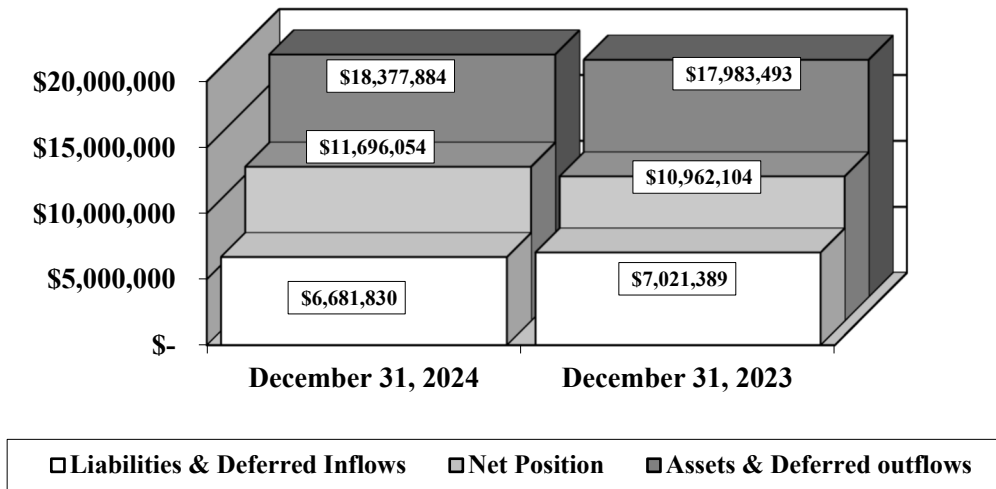 $20,000,000
$15,000,000
$10,000,000
$5,000,000
$-
$18,377,884
$17,983,493
$11,696,054
$10,962,104
$6,681,830
$7,021,389
December 31, 2024
December 31, 2023
Liabilities & Deferred Inflows
Net Position
Assets & Deferred outflows